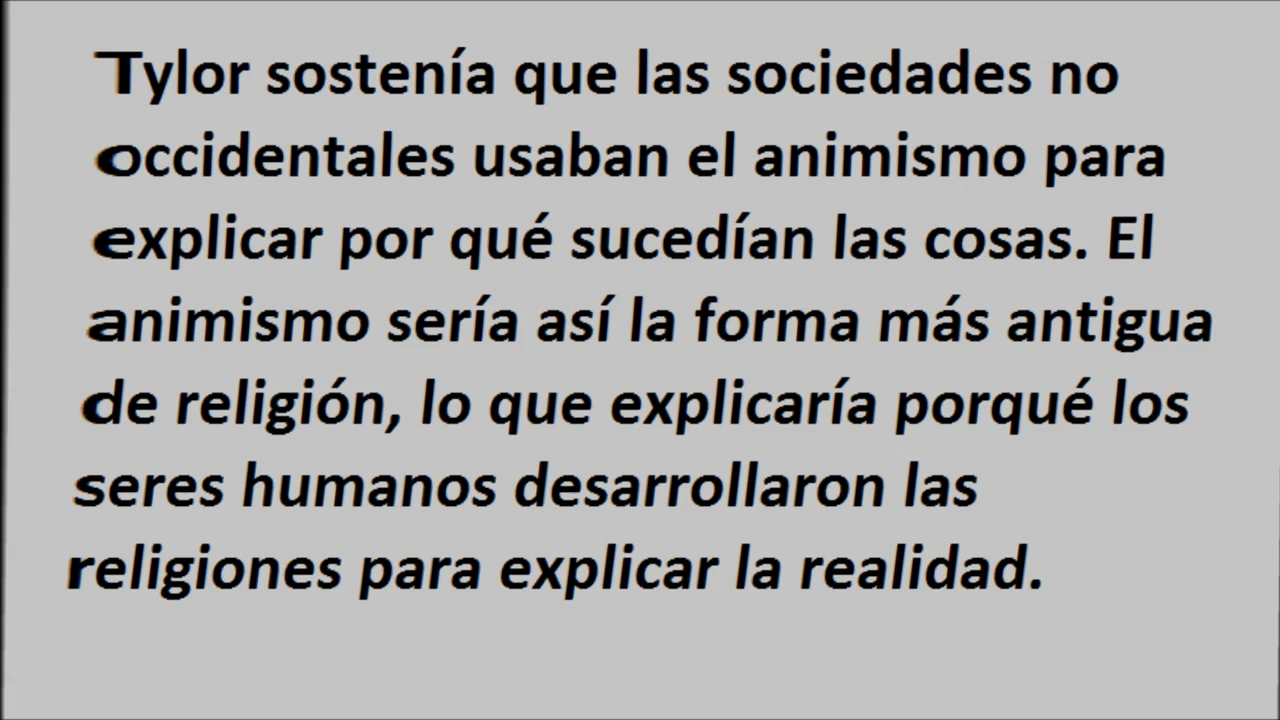 Tylor sostenía que las sociedades no
occidentales usaban el animismo para
explicar por qué sucedían las cosas. El
animismo sería así la forma más antigua
de religión, lo que explicaría porqué los
seres humanos desarrollaron las
religiones para explicar la realidad.